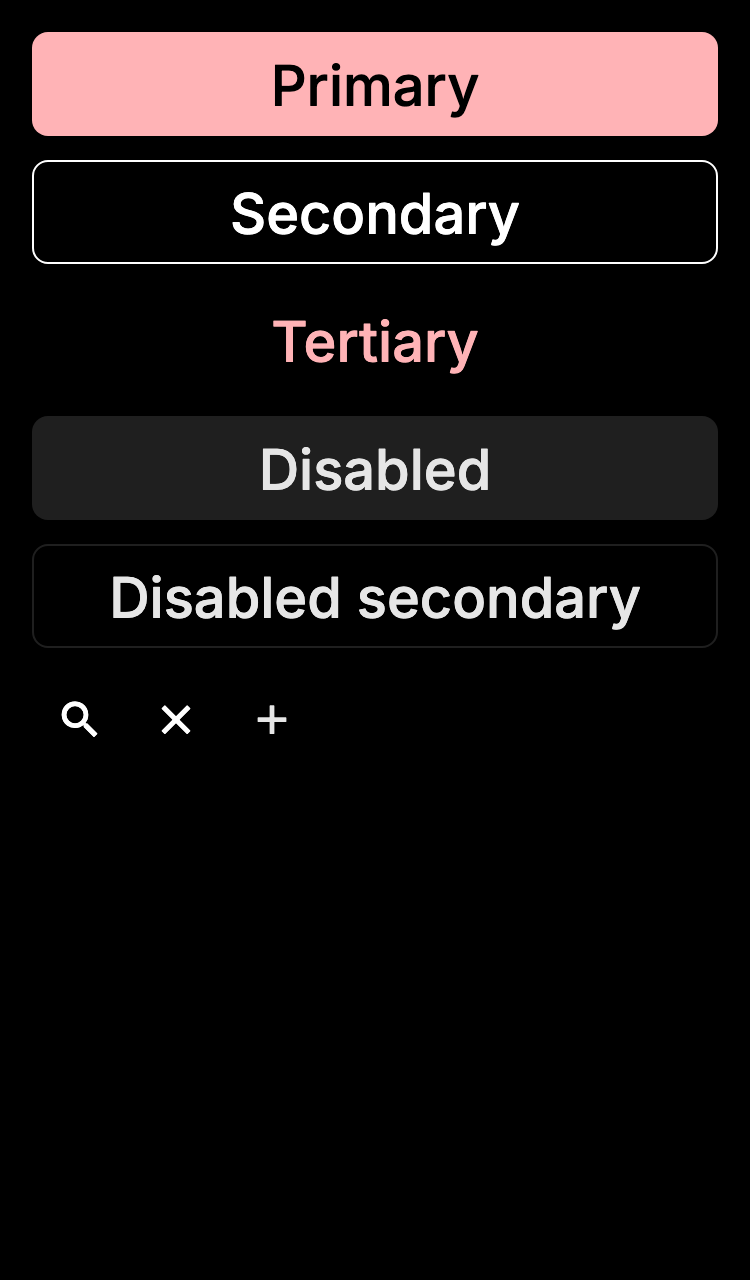 Primary
Secondary
Tertiary
Disabled
Disabled secondary